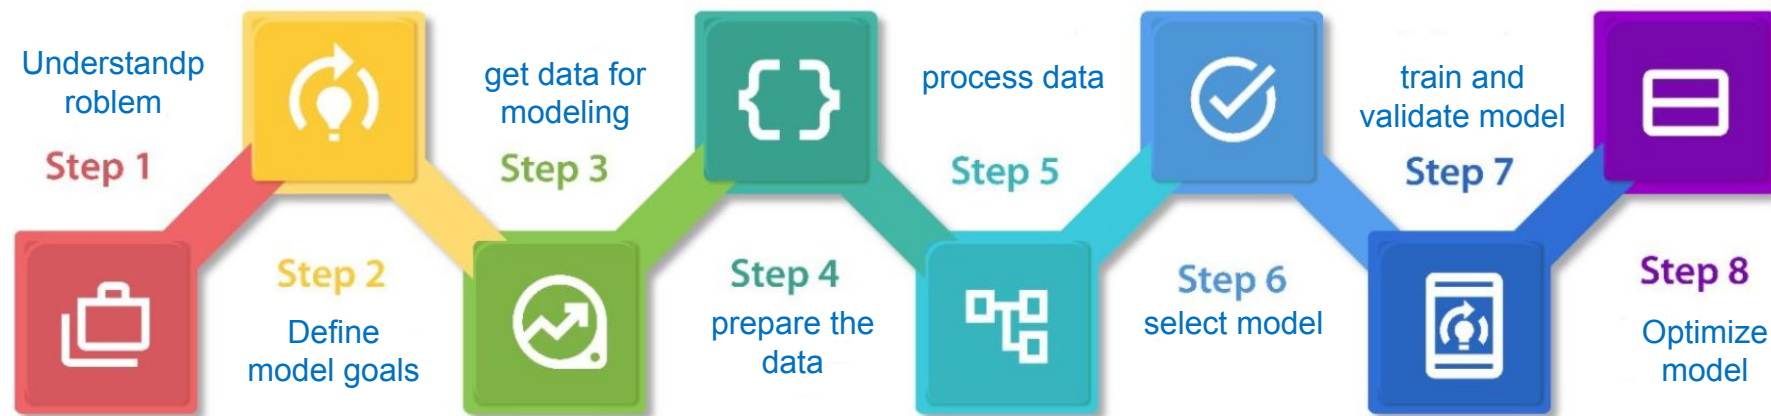 Understandp
roblem
Step 1
Step 2
Define
model goals
get data for
modeling
Step 3
Step 4
prepare the
data
process data
Step 5
Step 6
select model
train and
validate model
Step 7
Step 8
Optimize
model